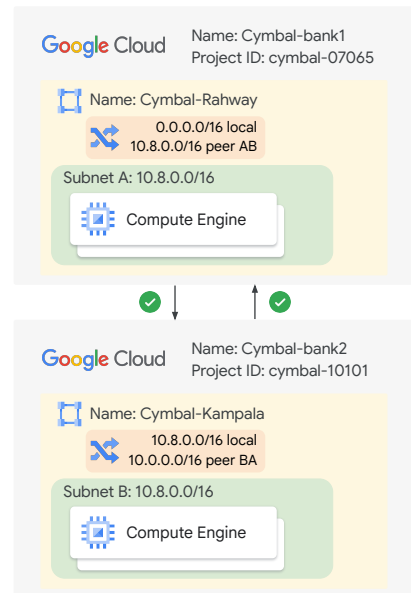 Google Cloud
Name: Cymbal-bank1
Project ID: cymbal-07065
Name: Cymbal-Rahway
0.0.0.0/16 local
10.8.0.0/16 peer AB
Subnet A: 10.8.0.0/16
Compute Engine
Google Cloud
Name: Cymbal-bank2
Project ID: cymbal-10101
Name: Cymbal-Kampala
10.8.0.0/16 local
10.0.0.0/16 peer BA
Subnet B: 10.8.0.0/16
Compute Engine